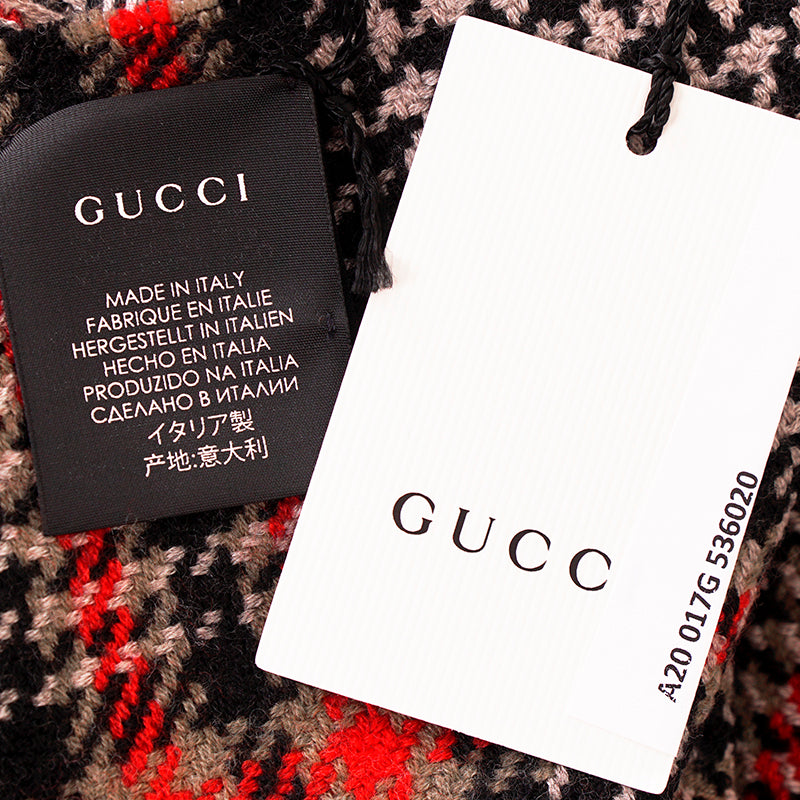 GUCCI
MADE IN ITALY
FABRIQUE EN ITALIE
HERGESTELLT IN ITALIEN
HECHO EN ITALIA
PRODUZIDO NA ITALIA
СДЕЛАНО В ИТАЛИИ
イタリア製
产地:意大利
GUCC
A20 017G 536020